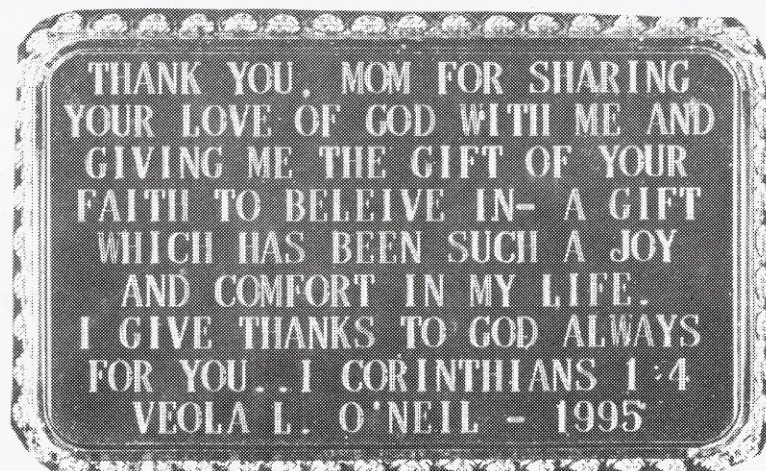 THANK YOU, MOM FOR SHARING
YOUR LOVE OF GOD WITH ME AND
GIVING ME THE GIFT OF YOUR
FAITH TO BELEIVE IN- A GIFT
WHICH HAS BEEN SUCH A JOY
AND COMFORT IN MY LIFE.
I GIVE THANKS TO GOD ALWAYS
FOR YOU..I CORINTHIANS 1:4
VEOLA L. O'NEIL - 1995